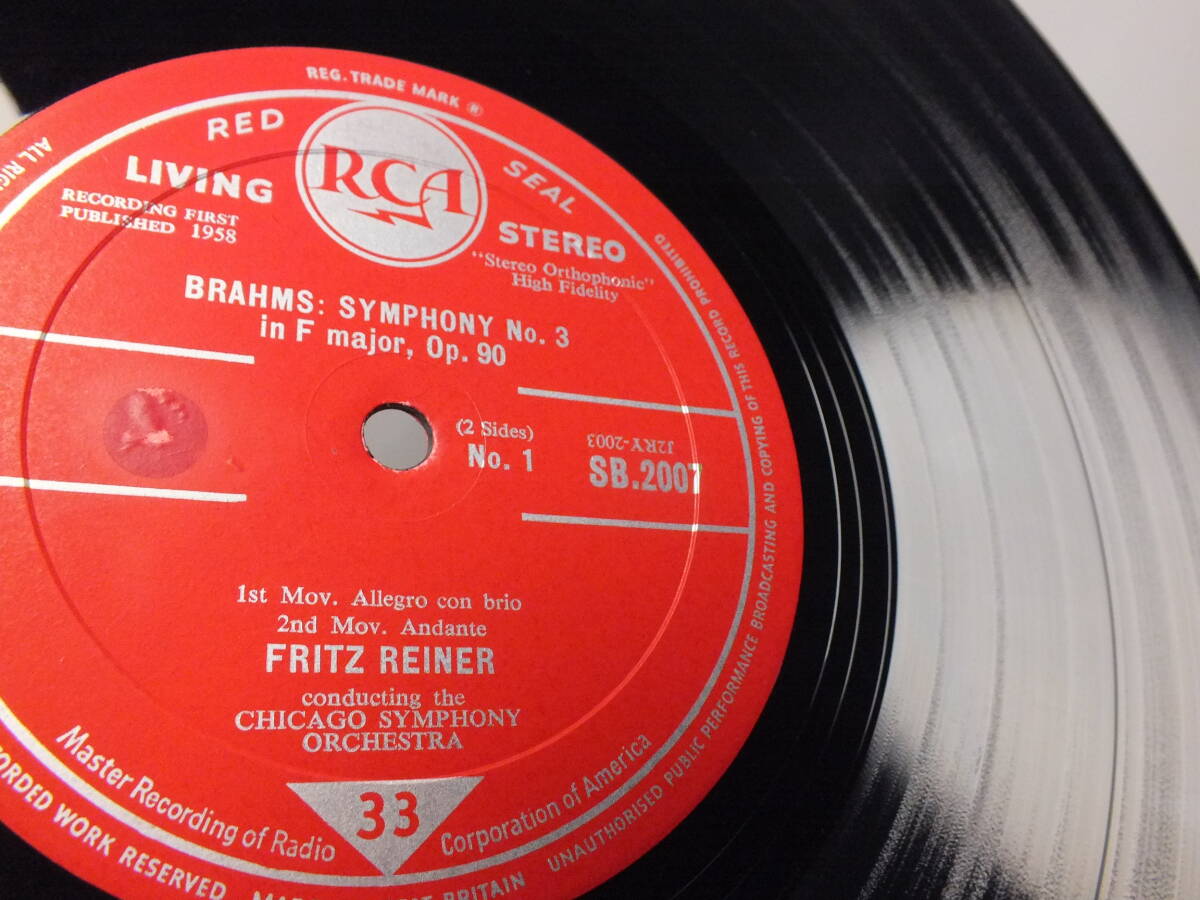 REG. TRADE MARK ®
RED SEAL
RCA
LIVING STEREO
RECORDING FIRST
PUBLISHED 1958
"Stereo Orthophonic"
High Fidelity
BRAHMS: SYMPHONY No. 3
in F major, Op. 90
(2 Sides)
No. 1
J2RY-2003
SB.2007
1st Mov. Allegro con brio
2nd Mov. Andante
FRITZ REINER
conducting the
CHICAGO SYMPHONY
ORCHESTRA
33
Master Recording of Radio Corporation of America
ALL
WORK RESERVED
BRITAIN
UNAUTHORISED PUBLIC PERFORMANCE BROADCASTING AND COPYING OF THIS RECORD PROHIBITED